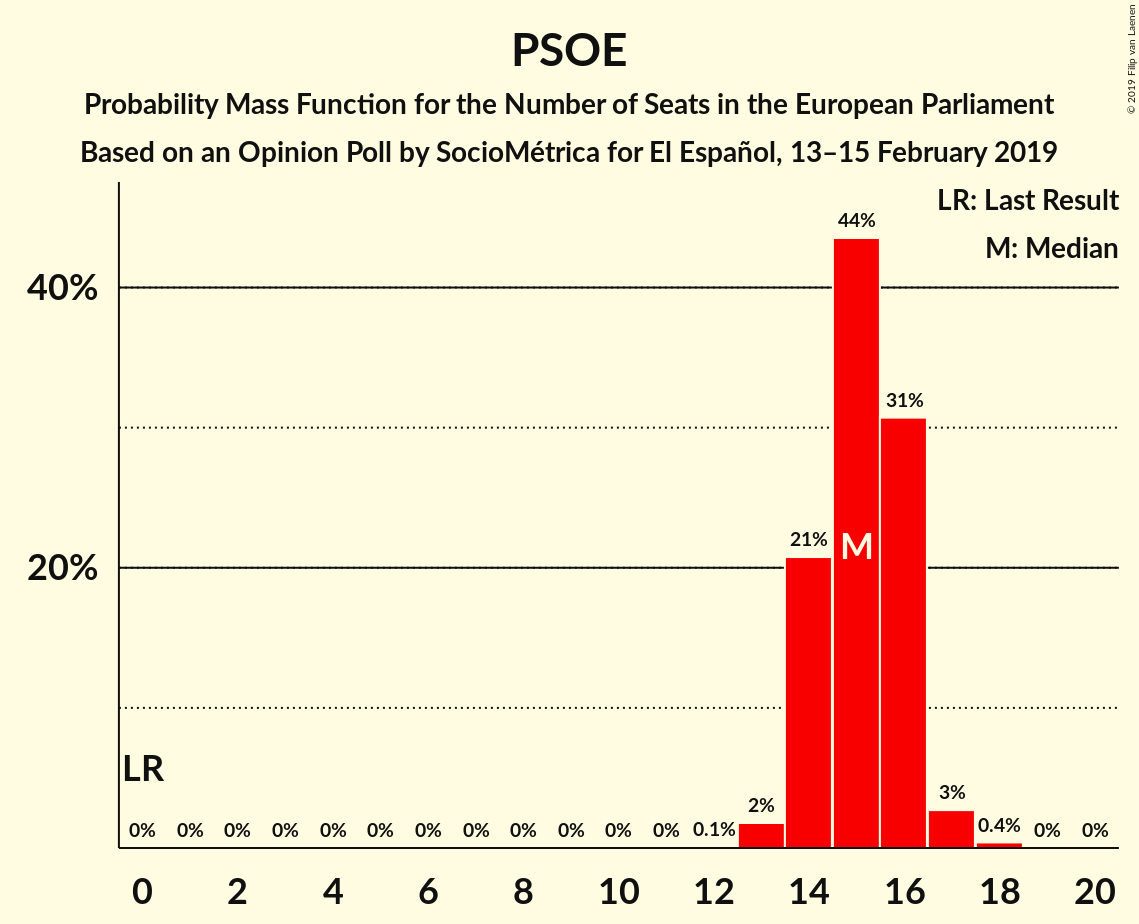 PSOE
Probability Mass Function for the Number of Seats in the European Parliament
Based on an Opinion Poll by SocioMétrica for El Español, 13–15 February 2019
© 2019 Filip van Laenen
LR: Last Result
M: Median
44%
40%
31%
21%
M
20%
LR
3%
2%
0% 0% 0% 0% 0% 0% 0% 0% 0% 0% 0% 0% 0.1% 0.4% 0% 0%
0 2 4 6 8 10 12 14 16 18 20